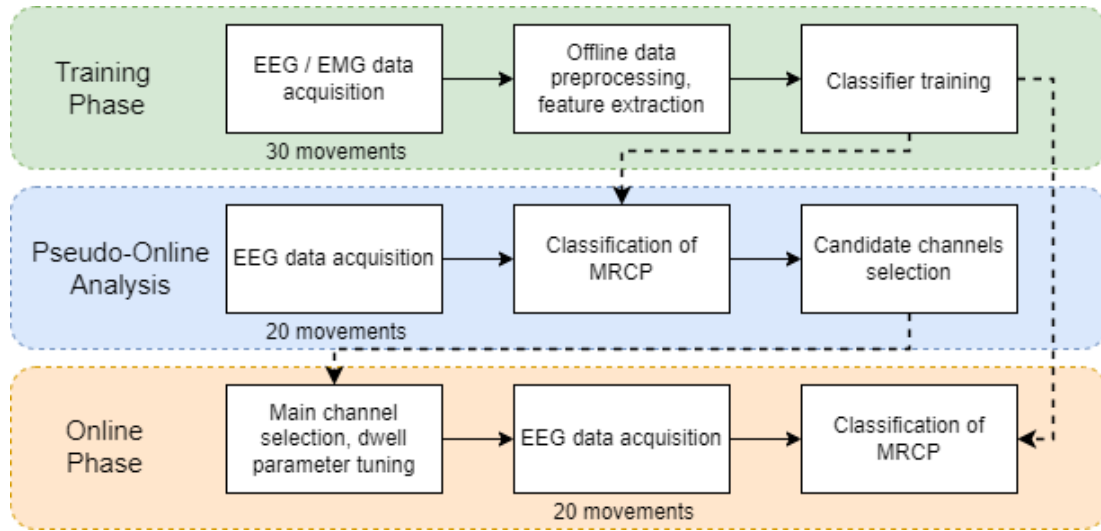 Training
Phase
EEG / EMG data
acquisition
30 movements
Offline data
preprocessing,
feature extraction
Classifier training
Pseudo-Online
Analysis
EEG data acquisition
20 movements
Classification of
MRCP
Candidate channels
selection
Online
Phase
Main channel
selection, dwell
parameter tuning
EEG data acquisition
20 movements
Classification of
MRCP